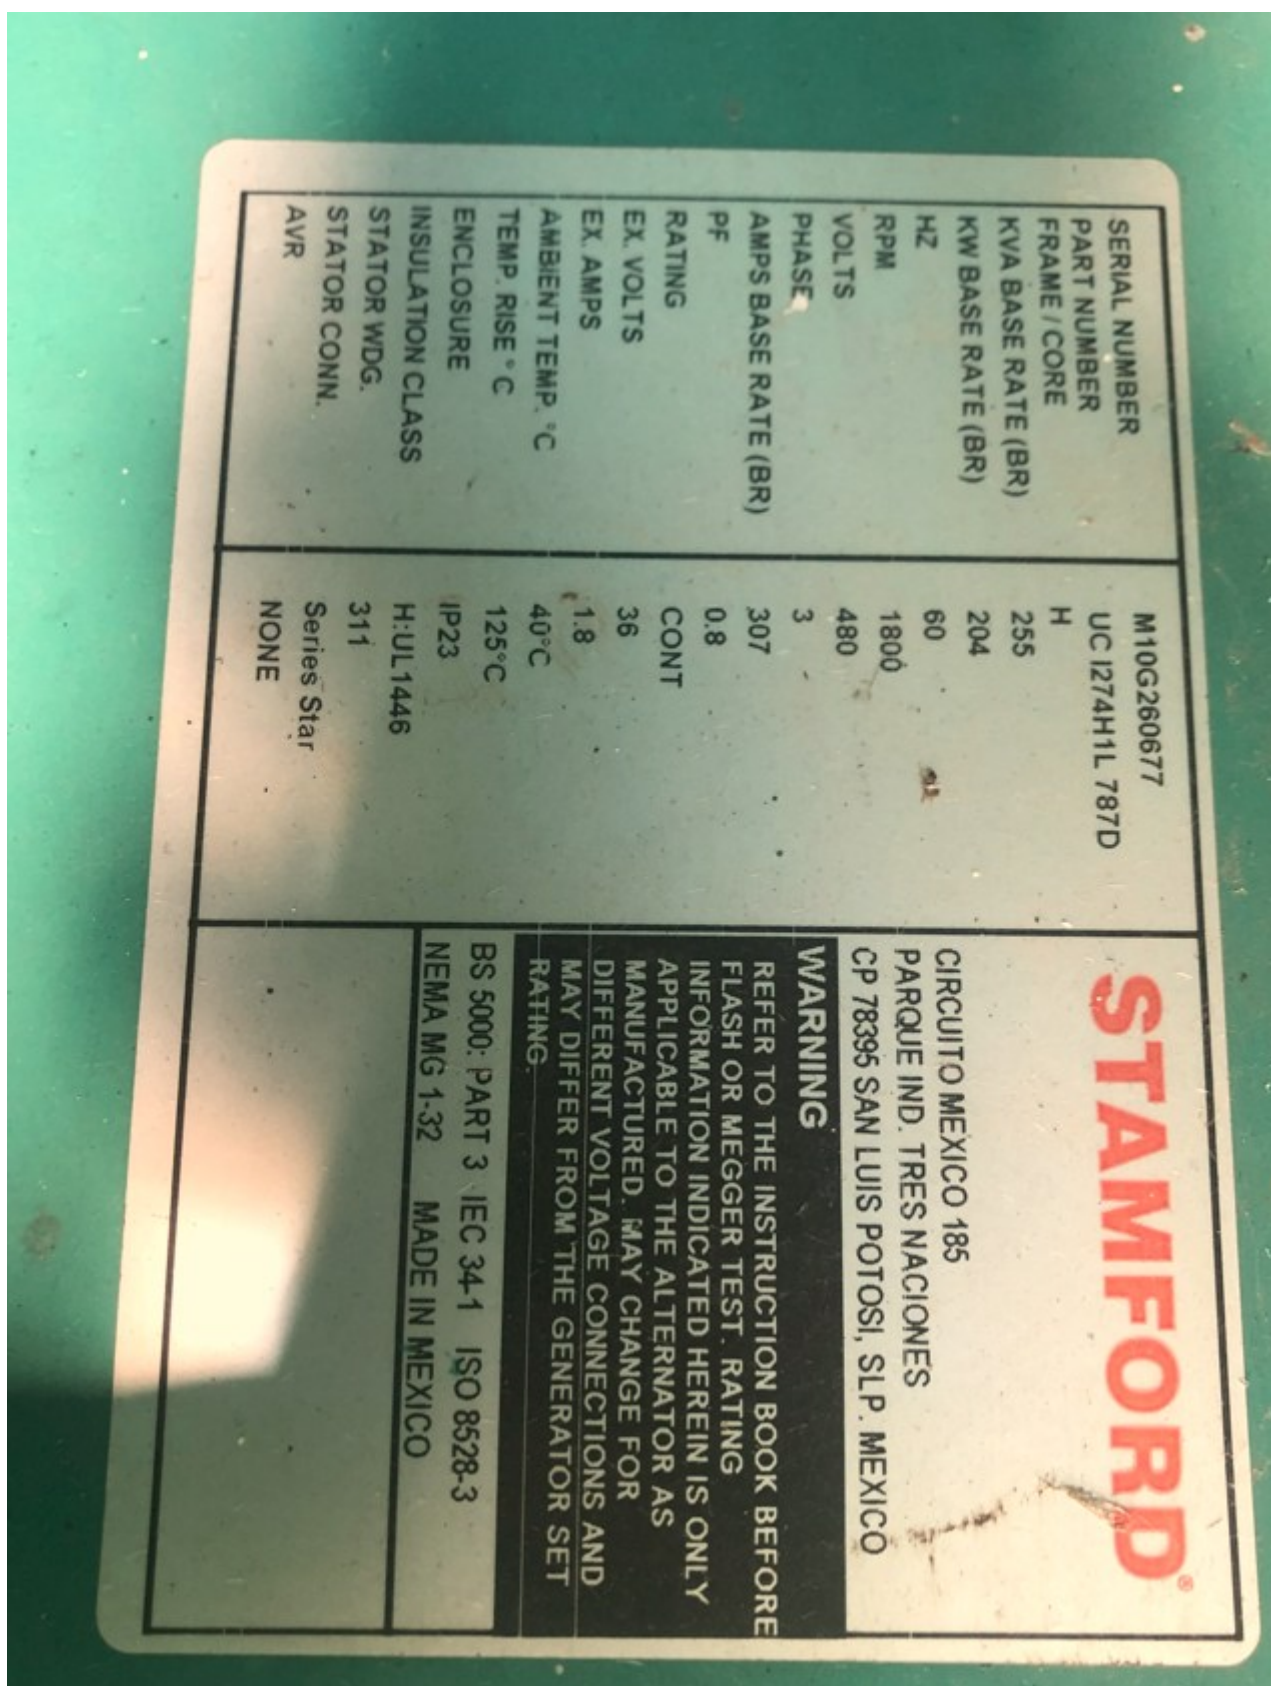 SERIAL NUMBER M10G260677
PART NUMBER UC I274H1L 787D
FRAME / CORE H
KVA BASE RATE (BR) 255
KW BASE RATE (BR) 204
HZ 60
RPM 1800
VOLTS 480
PHASE 3
AMPS BASE RATE (BR) 307
PF 0.8
RATING CONT
EX. VOLTS 36
EX. AMPS 1.8
AMBIENT TEMP. °C 40°C
TEMP. RISE ° C 125°C
ENCLOSURE IP23
INSULATION CLASS H:UL1446
STATOR WDG. 311
STATOR CONN. Series Star
AVR NONE
STAMFORD®
CIRCUITO MEXICO 185
PARQUE IND. TRES NACIONES
CP 78395 SAN LUIS POTOSI, SLP. MEXICO
WARNING
REFER TO THE INSTRUCTION BOOK BEFORE
FLASH OR MEGGER TEST. RATING
INFORMATION INDICATED HEREIN IS ONLY
APPLICABLE TO THE ALTERNATOR AS
MANUFACTURED. MAY CHANGE FOR
DIFFERENT VOLTAGE CONNECTIONS AND
MAY DIFFER FROM THE GENERATOR SET
RATING.
BS 5000: PART 3 IEC 34-1 ISO 8528-3
NEMA MG 1-32 MADE IN MEXICO